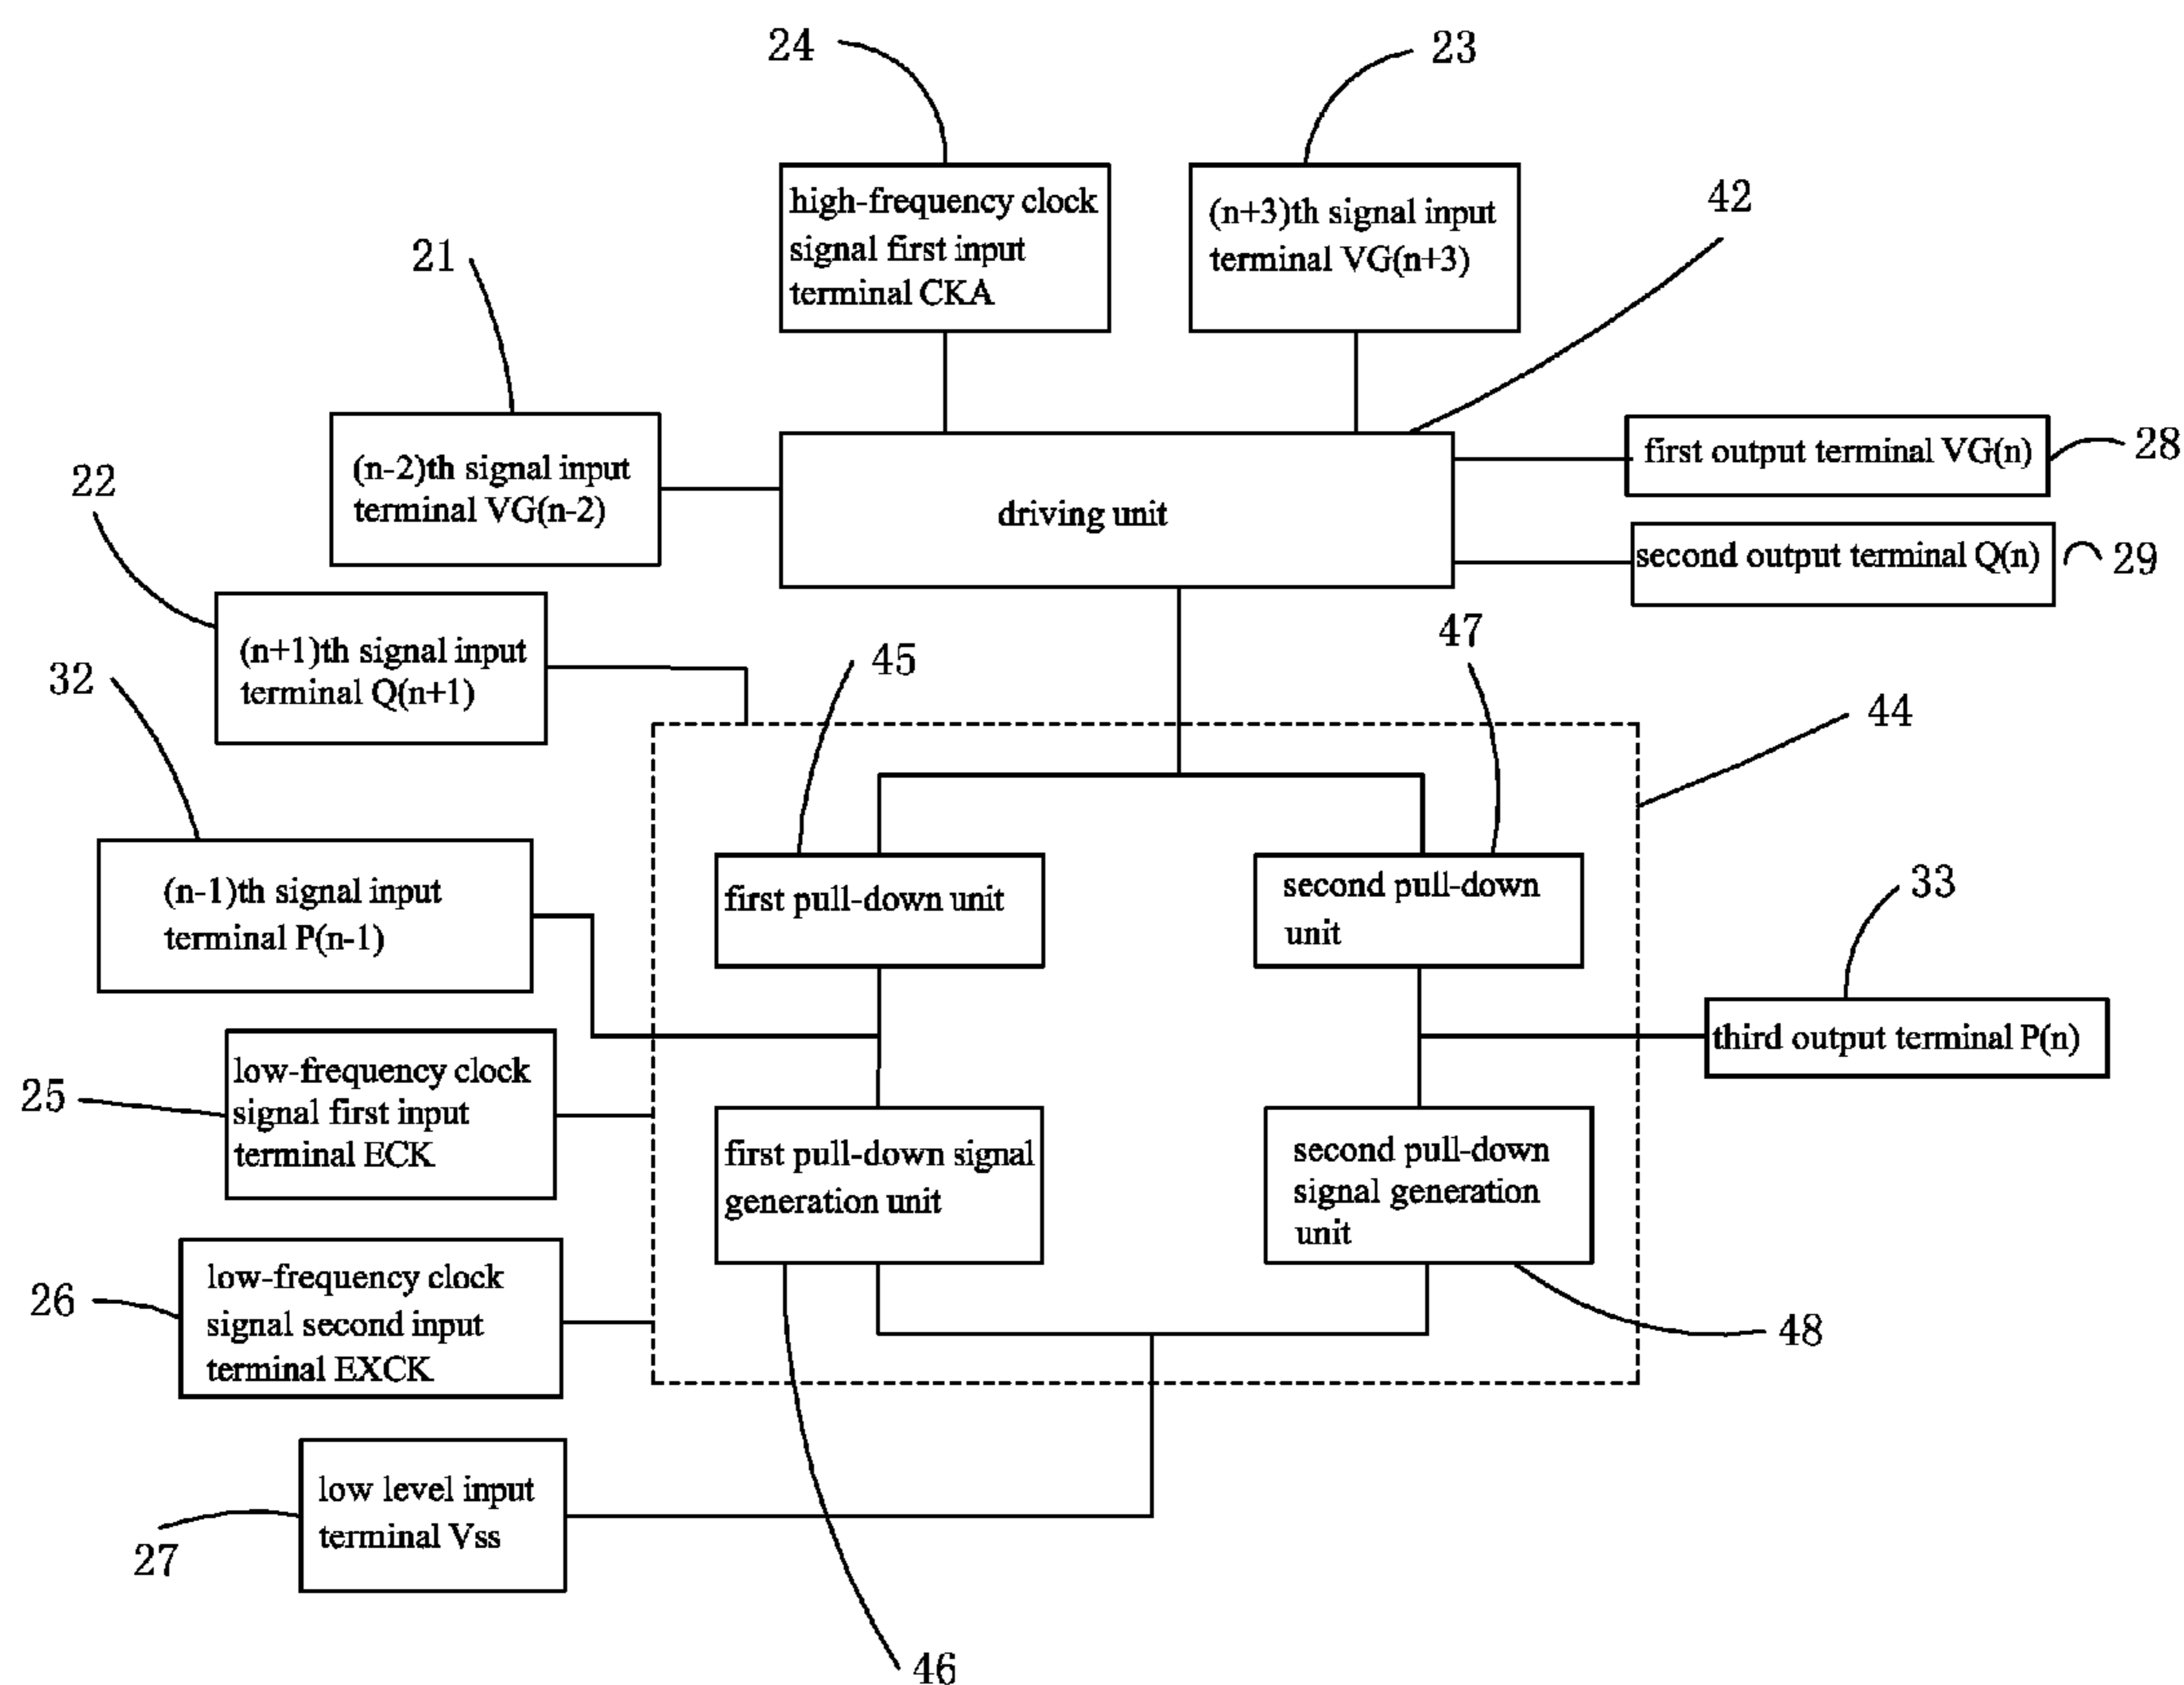 24
23
high-frequency clock
signal first input
terminal CKA
(n+3)th signal input
terminal VG(n+3)
42
21
(n-2)th signal input
terminal VG(n-2)
driving unit
first output terminal VG(n)
28
second output terminal Q(n)
29
22
(n+1)th signal input
terminal Q(n+1)
45
47
32
44
(n-1)th signal input
terminal P(n-1)
first pull-down unit
second pull-down
unit
33
third output terminal P(n)
25
low-frequency clock
signal first input
terminal ECK
first pull-down signal
generation unit
second pull-down
signal generation
unit
26
low-frequency clock
signal second input
terminal EXCK
48
low level input
terminal Vss
27
46